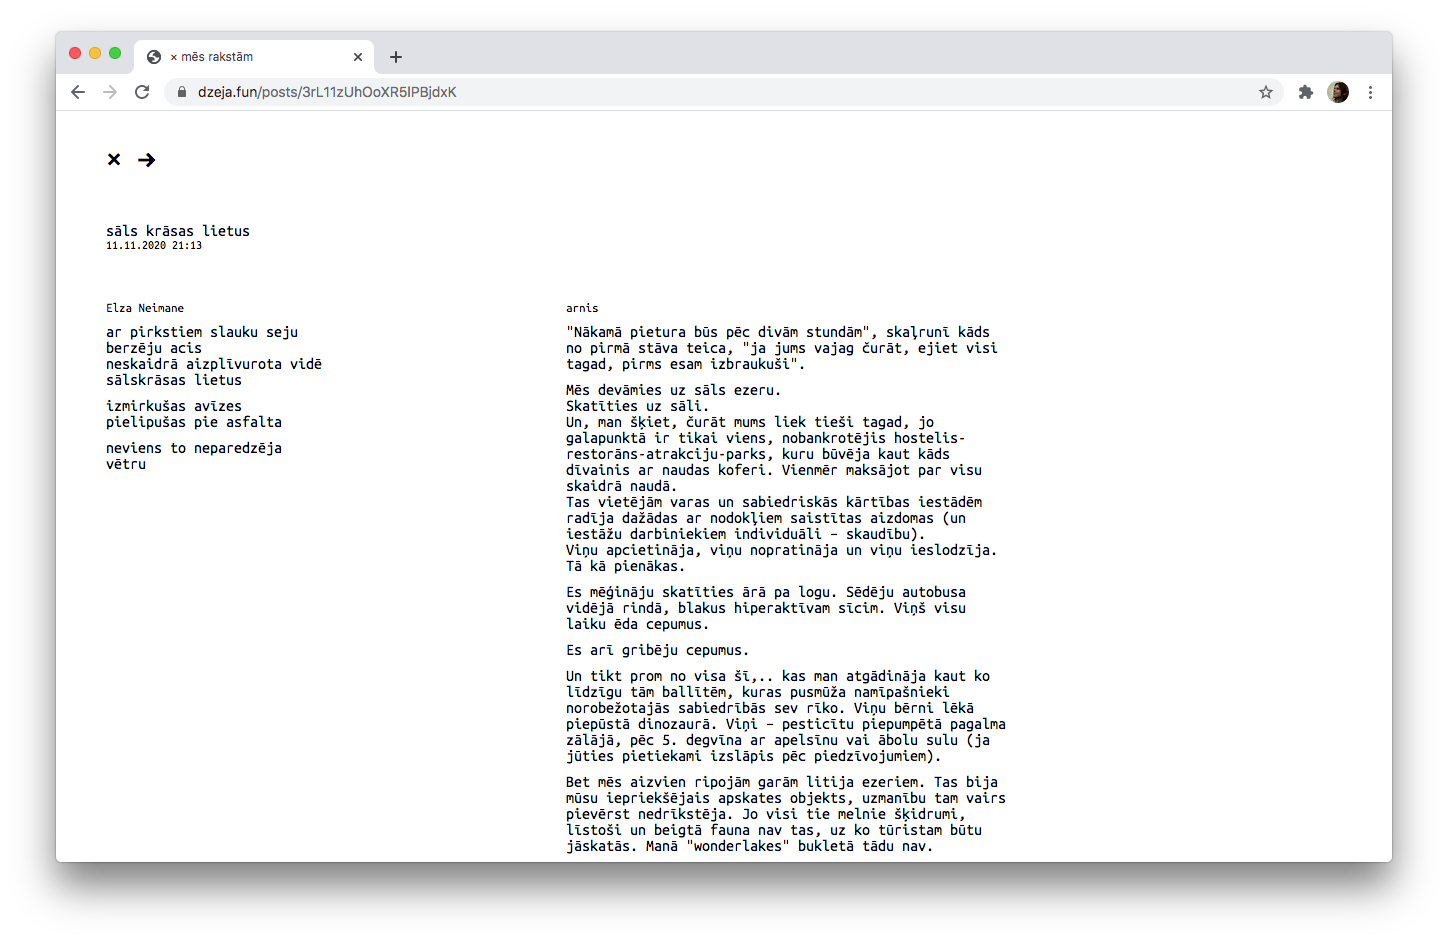 × mēs rakstām
dzeja.fun/posts/3rL11zUhOoXR5IPBjdxK
× →
sāls krāsas lietus
11.11.2020 21:13
Elza Neimane
ar pirkstiem slauku seju
berzēju acis
neskaidrā aizplīvurota vidē
sālskrāsas lietus
izmirkušas avīzes
pielipušas pie asfalta
neviens to neparedzēja
vētru
arnis
"Nākamā pietura būs pēc divām stundām", skaļrunī kāds
no pirmā stāva teica, "ja jums vajag čurāt, ejiet visi
tagad, pirms esam izbraukuši".
Mēs devāmies uz sāls ezeru.
Skatīties uz sāli.
Un, man šķiet, čurāt mums liek tieši tagad, jo
galapunktā ir tikai viens, nobankrotējis hostelis-
restorāns-atrakciju-parks, kuru būvēja kaut kāds
dīvainis ar naudas koferi. Vienmēr maksājot par visu
skaidrā naudā.
Tas vietējām varas un sabiedriskās kārtības iestādēm
radīja dažādas ar nodokļiem saistītas aizdomas (un
iestāžu darbiniekiem individuāli – skaudību).
Viņu apcietināja, viņu nopratināja un viņu ieslodzīja.
Tā kā pienākas.
Es mēģināju skatīties ārā pa logu. Sēdēju autobusa
vidējā rindā, blakus hiperaktīvam sīcim. Viņš visu
laiku ēda cepumus.
Es arī gribēju cepumus.
Un tikt prom no visa šī,.. kas man atgādināja kaut ko
līdzīgu tām ballītēm, kuras pusmūža namīpašnieki
norobežotajās sabiedrībās sev rīko. Viņu bērni lēkā
piepūstā dinozaurā. Viņi – pesticītu piepumpētā pagalma
zālājā, pēc 5. degvīna ar apelsīnu vai ābolu sulu (ja
jūties pietiekami izslāpis pēc piedzīvojumiem).
Bet mēs aizvien ripojām garām litija ezeriem. Tas bija
mūsu iepriekšējais apskates objekts, uzmanību tam vairs
pievērst nedrīkstēja. Jo visi tie melnie šķidrumi,
līstoši un beigtā fauna nav tas, uz ko tūristam būtu
jāskatās. Manā "wonderlakes" bukletā tādu nav.